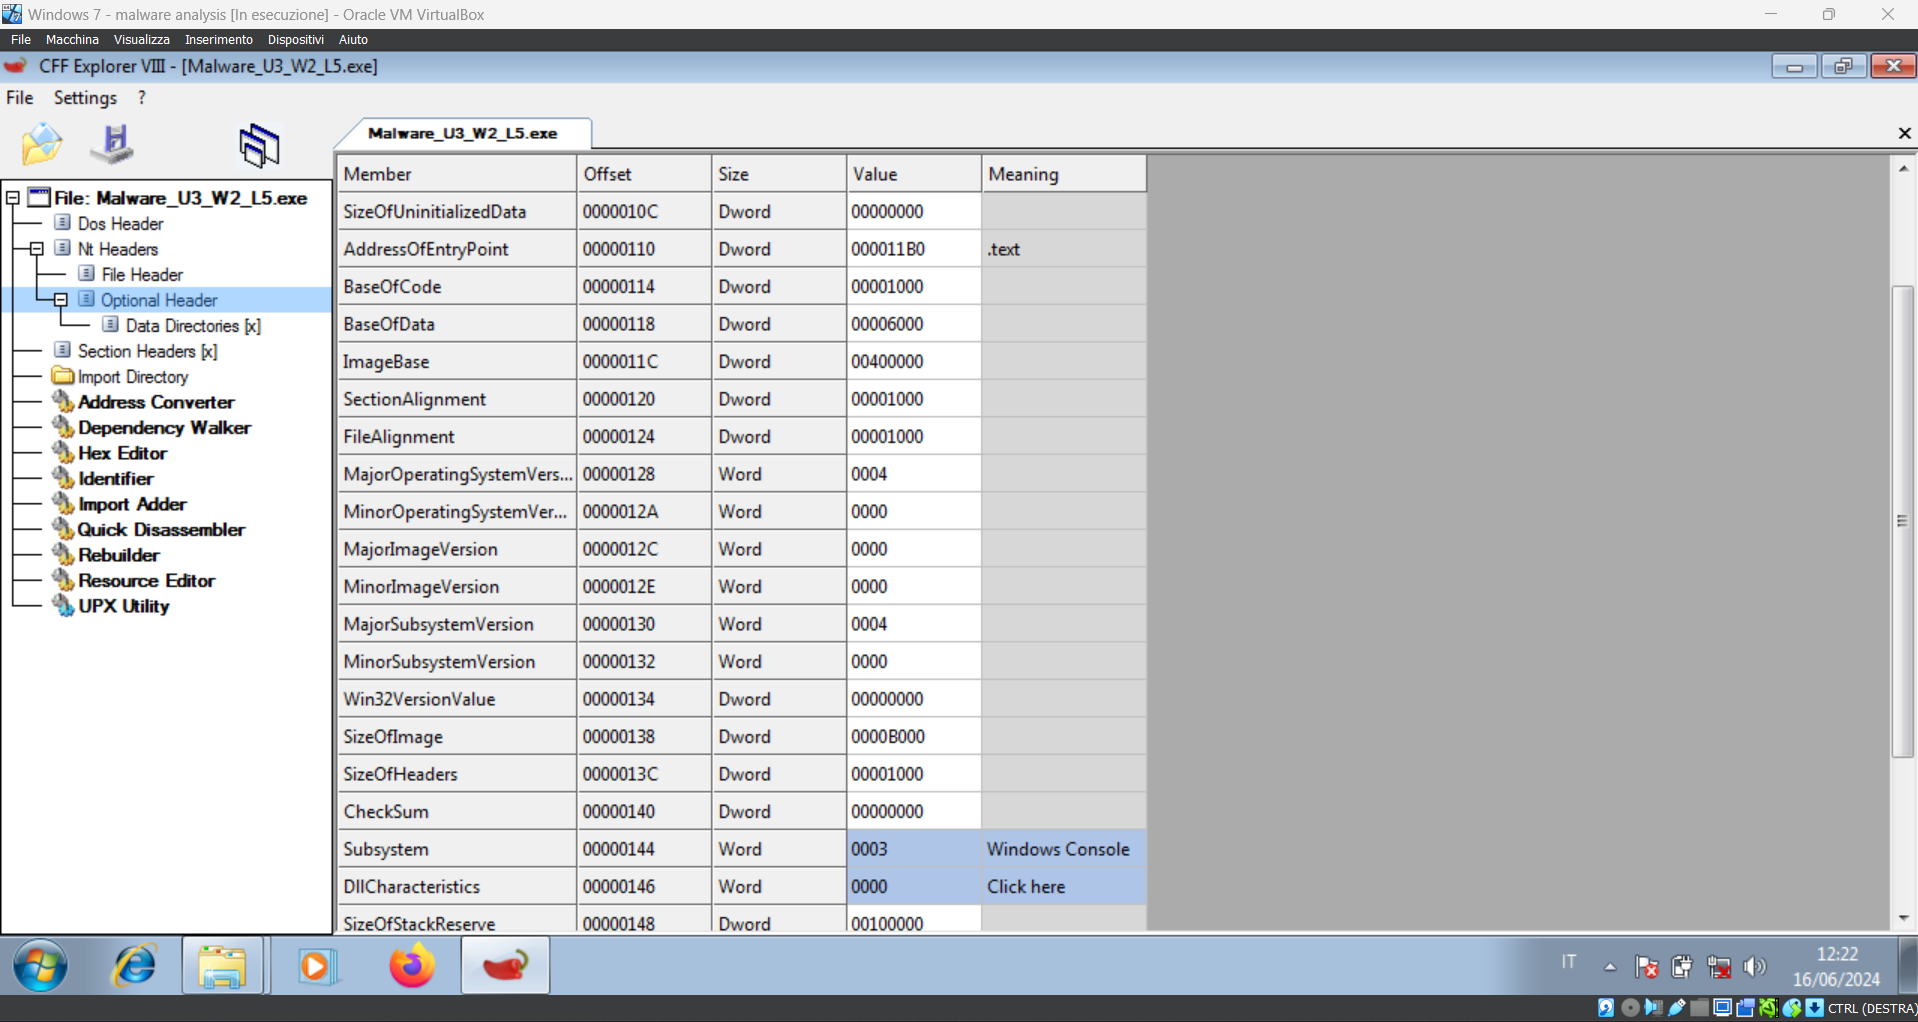 Windows 7 - malware analysis [In esecuzione] - Oracle VM VirtualBox
File Macchina Visualizza Inserimento Dispositivi Aiuto
CFF Explorer VIII - [Malware_U3_W2_L5.exe]
File Settings ?
Malware_U3_W2_L5.exe
File: Malware_U3_W2_L5.exe
Dos Header
Nt Headers
File Header
Optional Header
Data Directories [x]
Section Headers [x]
Import Directory
Address Converter
Dependency Walker
Hex Editor
Identifier
Import Adder
Quick Disassembler
Rebuilder
Resource Editor
UPX Utility
Member Offset Size Value Meaning
SizeOfUninitializedData 0000010C Dword 00000000
AddressOfEntryPoint 00000110 Dword 000011B0 .text
BaseOfCode 00000114 Dword 00001000
BaseOfData 00000118 Dword 00006000
ImageBase 0000011C Dword 00400000
SectionAlignment 00000120 Dword 00001000
FileAlignment 00000124 Dword 00001000
MajorOperatingSystemVers... 00000128 Word 0004
MinorOperatingSystemVer... 0000012A Word 0000
MajorImageVersion 0000012C Word 0000
MinorImageVersion 0000012E Word 0000
MajorSubsystemVersion 00000130 Word 0004
MinorSubsystemVersion 00000132 Word 0000
Win32VersionValue 00000134 Dword 00000000
SizeOfImage 00000138 Dword 0000B000
SizeOfHeaders 0000013C Dword 00001000
CheckSum 00000140 Dword 00000000
Subsystem 00000144 Word 0003 Windows Console
DllCharacteristics 00000146 Word 0000 Click here
SizeOfStackReserve 00000148 Dword 00100000
IT
12:22
16/06/2024
CTRL (DESTRA)